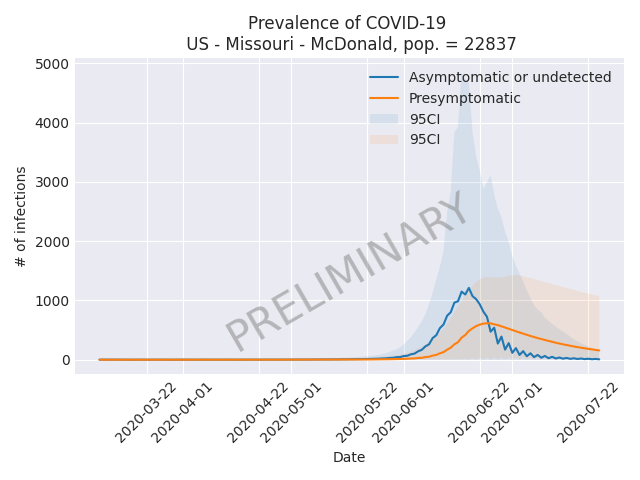 Prevalence of COVID-19
US - Missouri - McDonald, pop. = 22837
5000
4000
3000
2000
1000
0
# of infections
Asymptomatic or undetected
Presymptomatic
95CI
95CI
PRELIMINARY
2020-03-22
2020-04-01
2020-04-22
2020-05-01
2020-05-22
2020-06-01
2020-06-22
2020-07-01
2020-07-22
Date